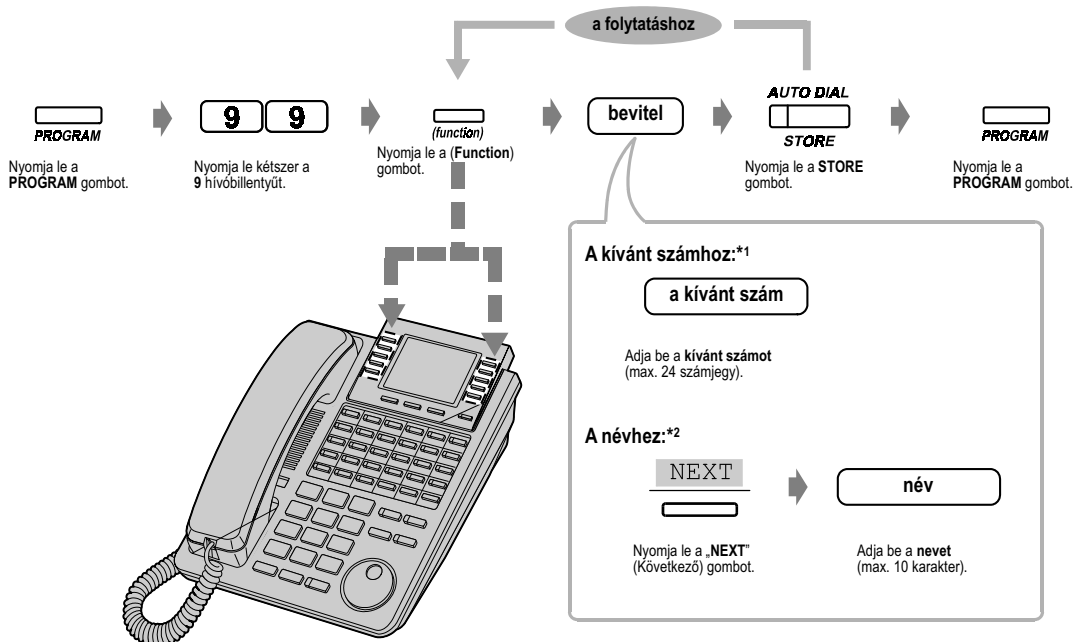 a folytatáshoz
PROGRAM
Nyomja le a
PROGRAM gombot.
9 9
Nyomja le kétszer a
9 hívóbillentyűt.
(function)
Nyomja le a (Function)
gombot.
bevitel
AUTO DIAL
STORE
Nyomja le a STORE
gombot.
PROGRAM
Nyomja le a
PROGRAM gombot.
A kívánt számhoz:*1
a kívánt szám
Adja be a kívánt számot
(max. 24 számjegy).
A névhez:*2
NEXT
Nyomja le a „NEXT”
(Következő) gombot.
név
Adja be a nevet
(max. 10 karakter).